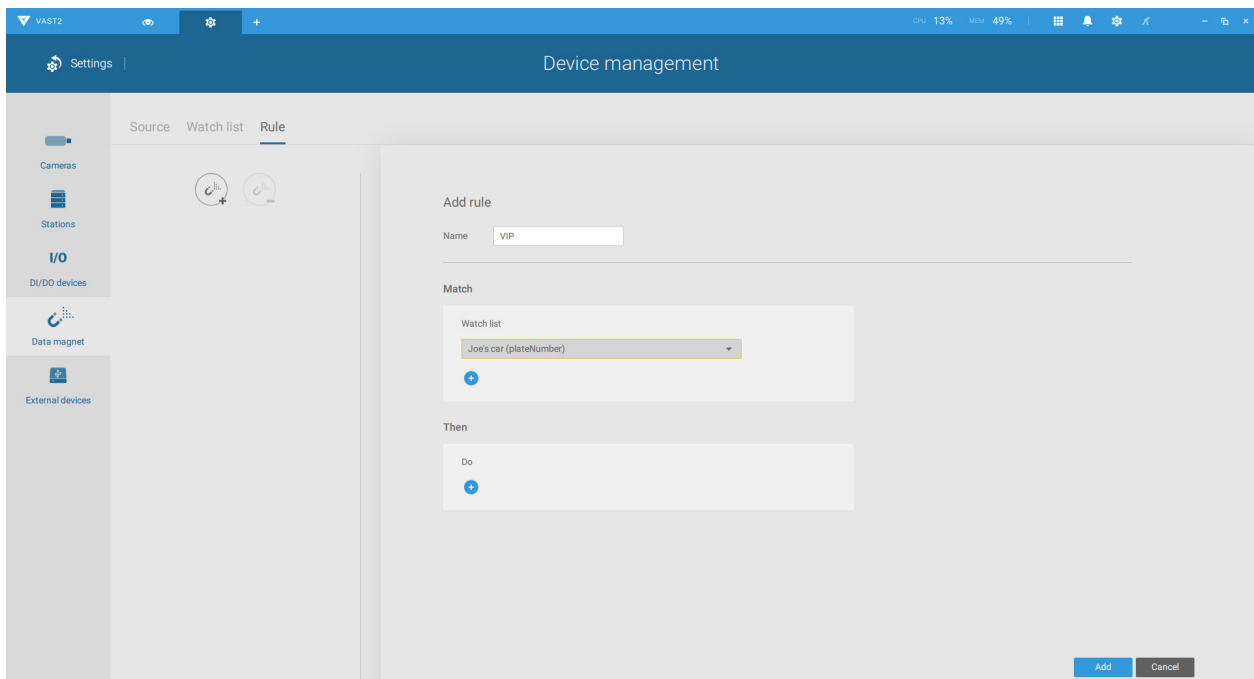 VAST2
CPU 13% MEM 49%
Settings
Device management
Source Watch list Rule
Cameras
Stations
I/O
DI/DO devices
Data magnet
External devices
Add rule
Name VIP
Match
Watch list
Joe's car (plateNumber)
Then
Do
Add Cancel